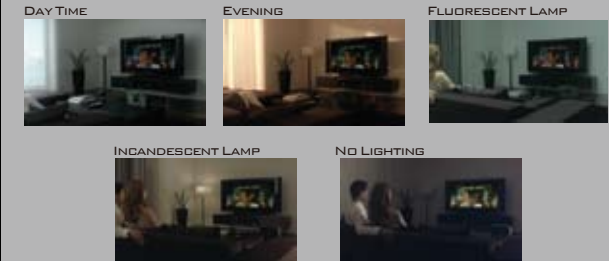 Day Time
Evening
Fluorescent Lamp
Incandescent Lamp
No Lighting